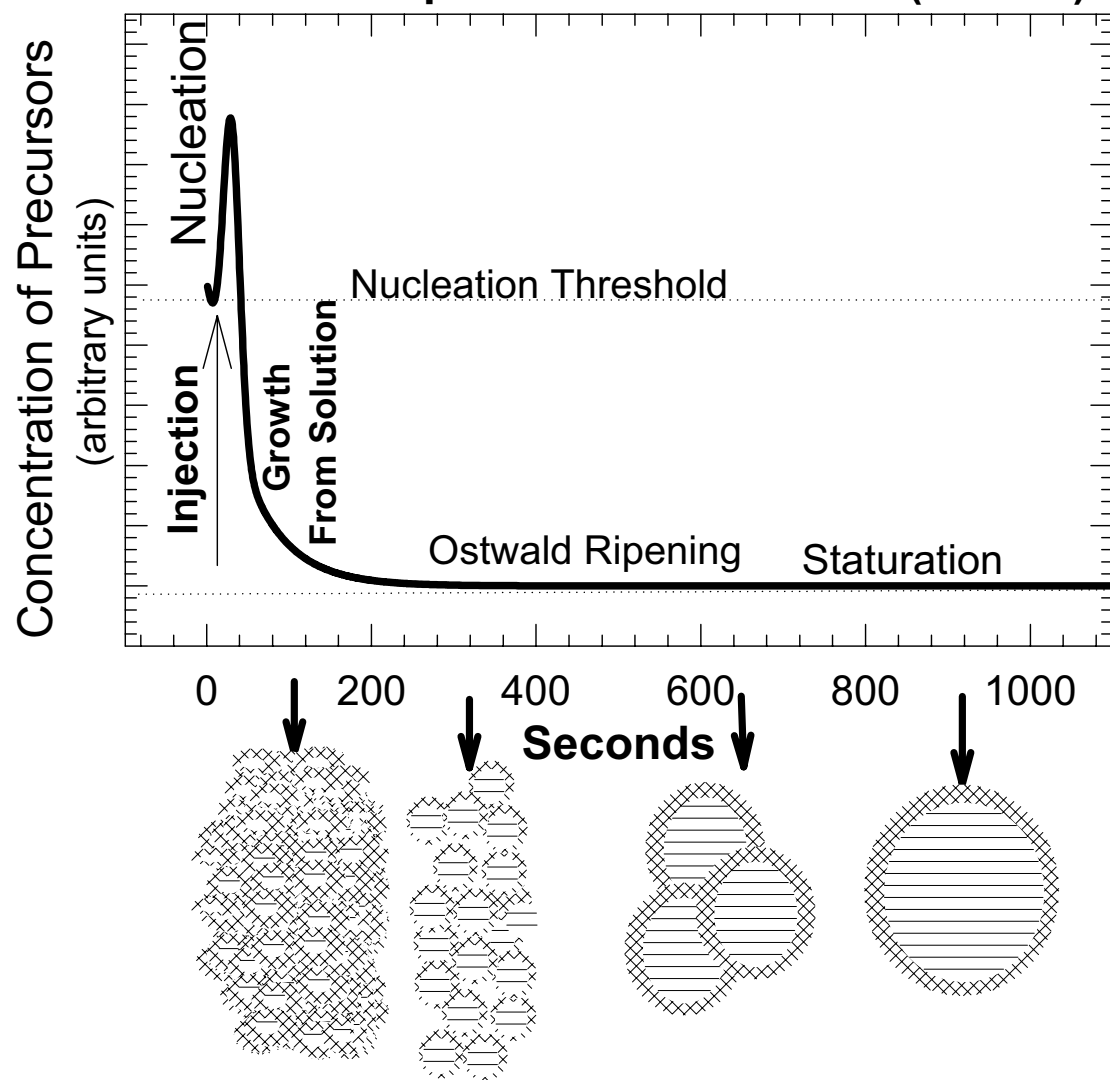 Concentration of Precursors
(arbitrary units)
Nucleation
Nucleation Threshold
Injection
Growth
From Solution
Ostwald Ripening
Staturation
0 200 400 600 800 1000
Seconds